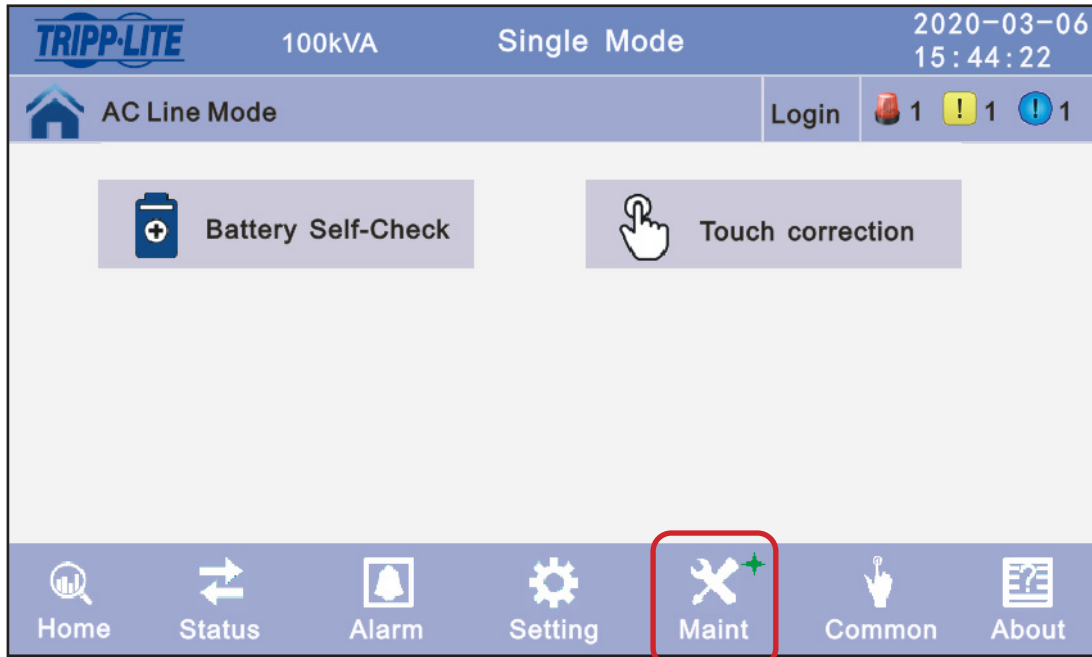 TRIPP·LITE 100kVA Single Mode 2020-03-06
15:44:22
AC Line Mode Login 1 ! 1 ! 1
Battery Self-Check Touch correction
Home Status Alarm Setting Maint Common About